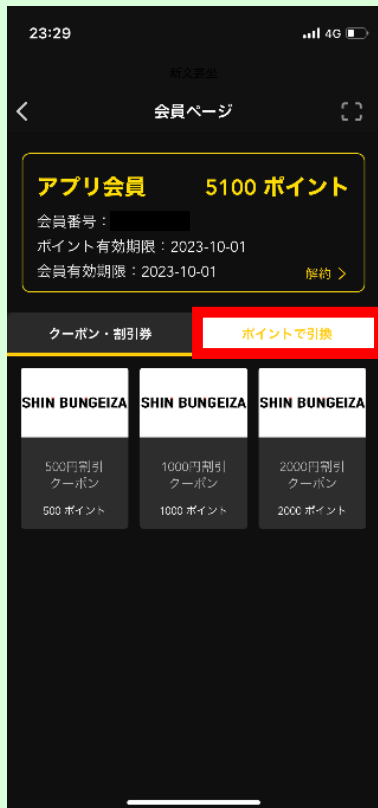 23:29
4G
新文芸坐
会員ページ
アプリ会員 5100 ポイント
会員番号：
ポイント有効期限：2023-10-01
会員有効期限：2023-10-01
解約 >
クーポン・割引券
ポイントで引換
SHIN BUNGEIZA
SHIN BUNGEIZA
SHIN BUNGEIZA
500円割引
クーポン
500 ポイント
1000円割引
クーポン
1000 ポイント
2000円割引
クーポン
2000 ポイント